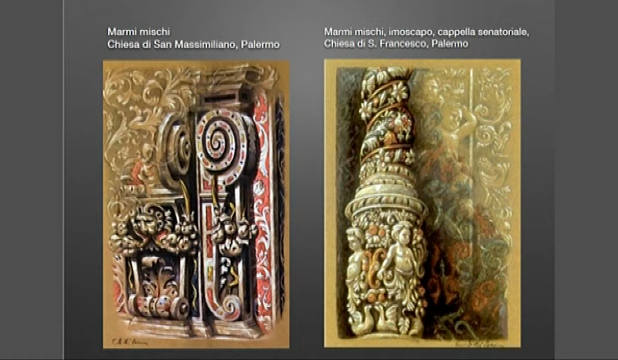 Marmi mischi
Chiesa di San Massimiliano, Palermo
Marmi mischi, imoscapo, cappella senatoriale,
Chiesa di S. Francesco, Palermo